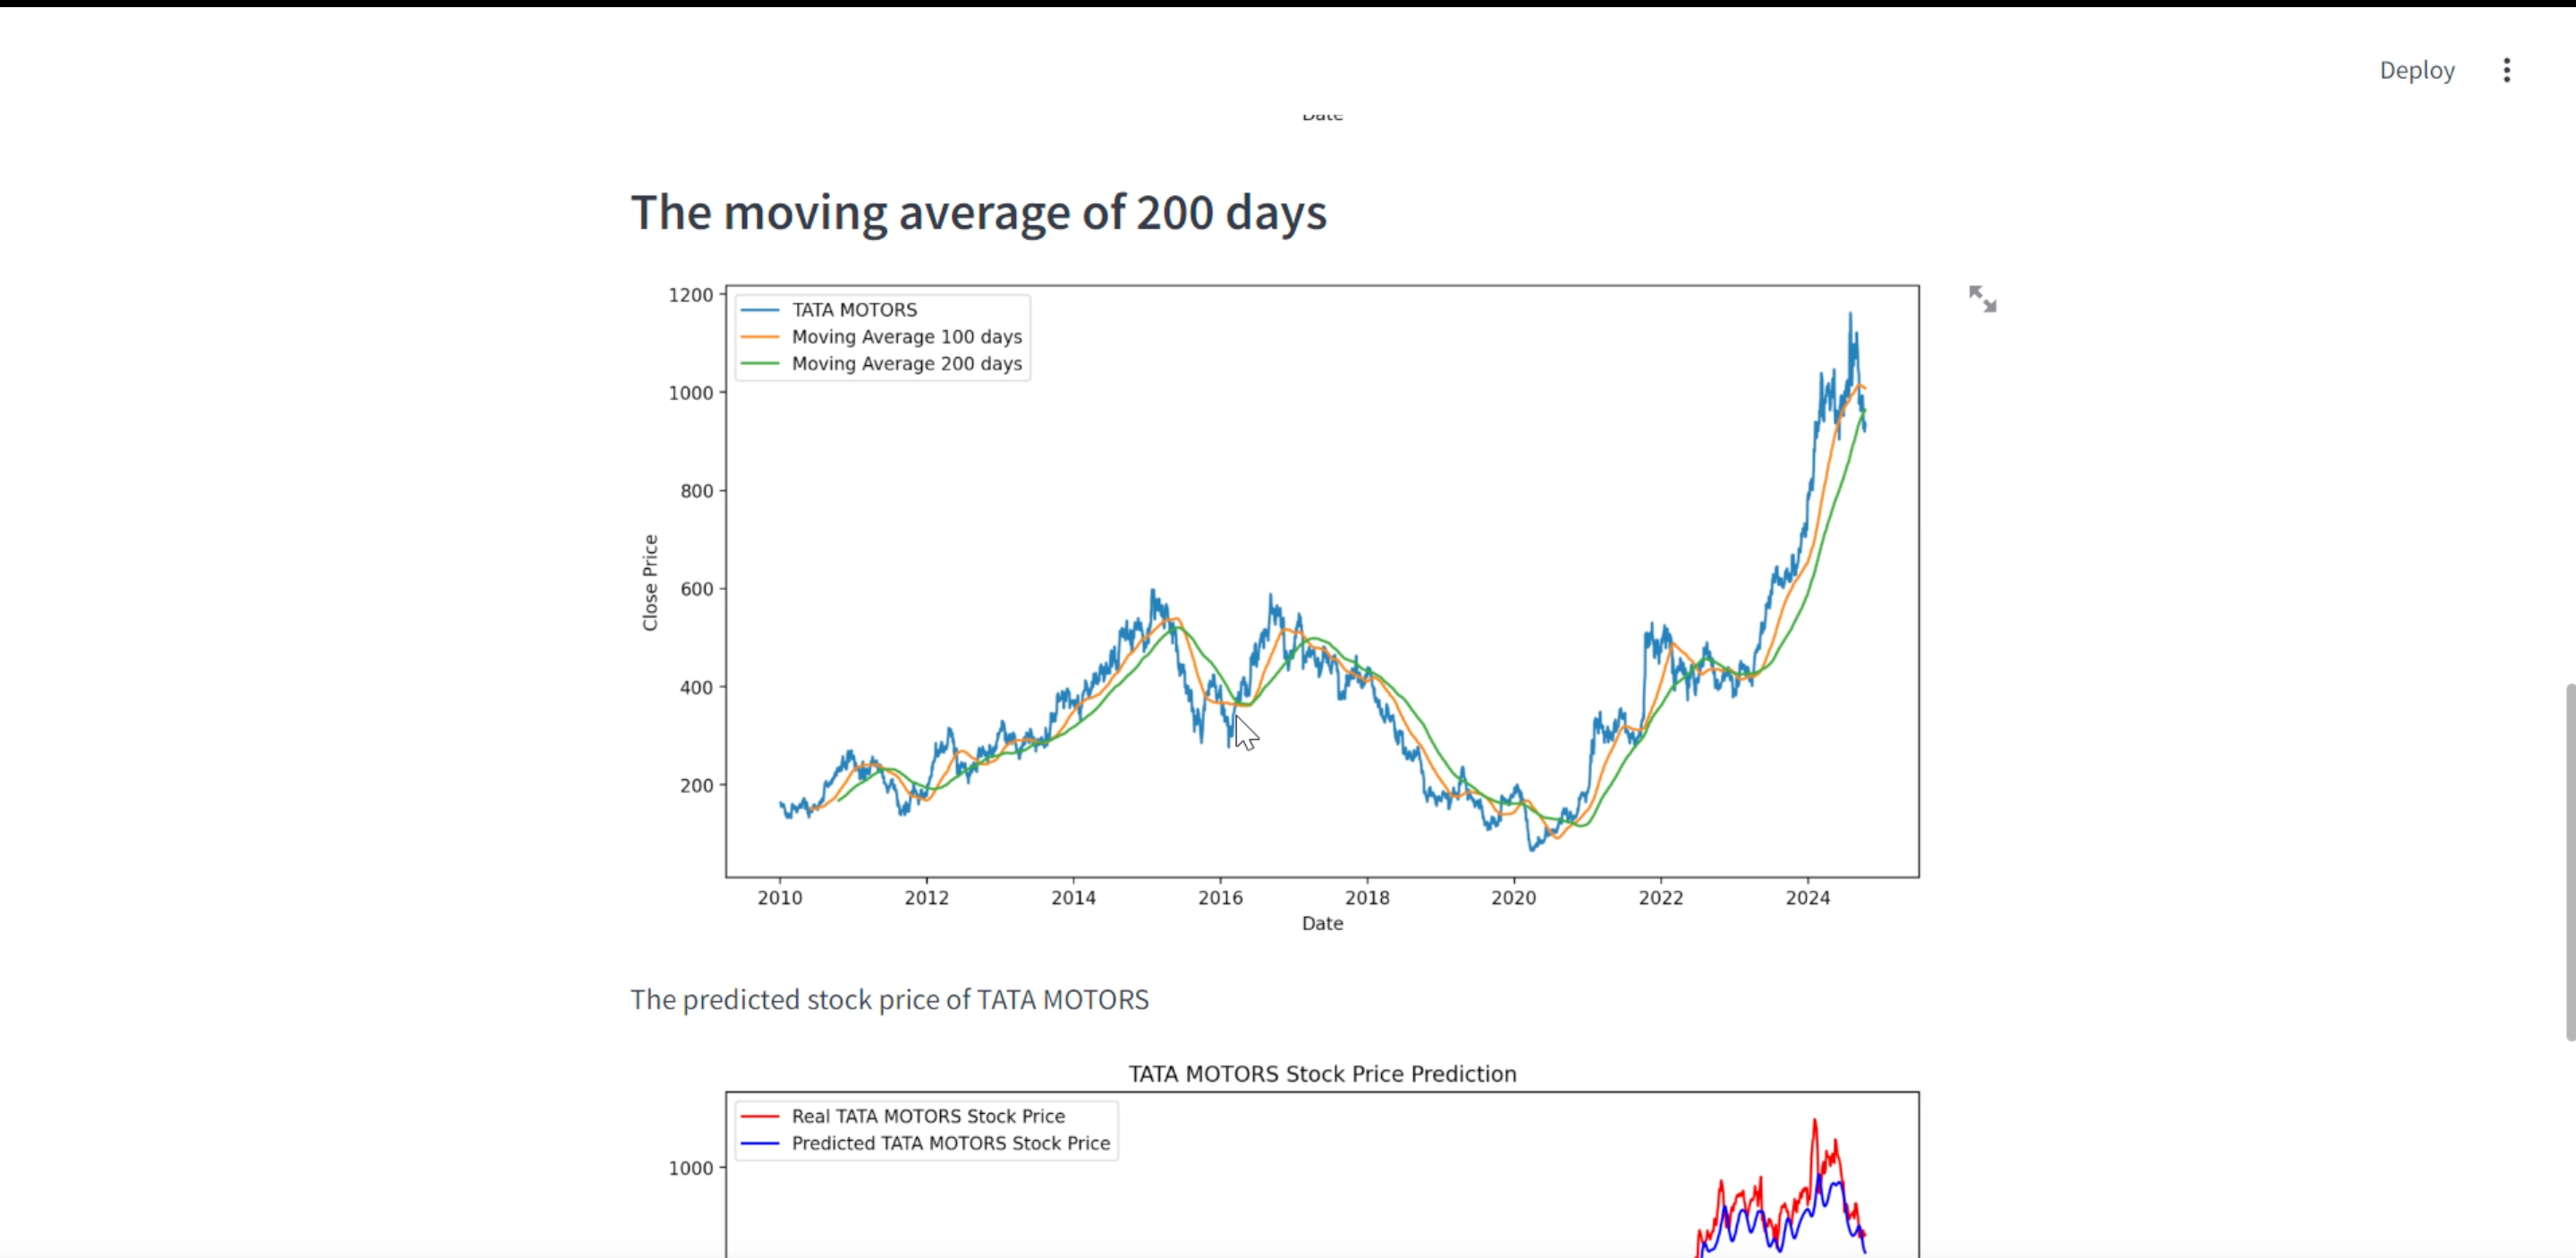 Deploy
Date
The moving average of 200 days
1200
TATA MOTORS
Moving Average 100 days
Moving Average 200 days
1000
800
600
400
200
Close Price
2010 2012 2014 2016 2018 2020 2022 2024
Date
The predicted stock price of TATA MOTORS
TATA MOTORS Stock Price Prediction
Real TATA MOTORS Stock Price
Predicted TATA MOTORS Stock Price
1000